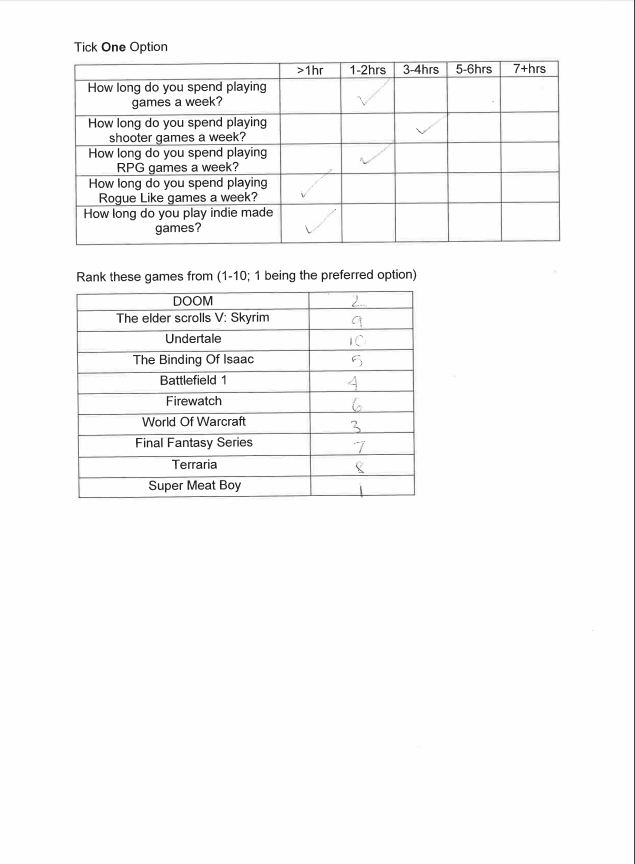 Tick One Option
>1hr 1-2hrs 3-4hrs 5-6hrs 7+hrs
How long do you spend playing
games a week? ✓
How long do you spend playing
shooter games a week? ✓
How long do you spend playing
RPG games a week? ✓
How long do you spend playing
Rogue Like games a week? ✓
How long do you play indie made
games? ✓
Rank these games from (1-10; 1 being the preferred option)
DOOM 2
The elder scrolls V: Skyrim 9
Undertale 10
The Binding Of Isaac 5
Battlefield 1 4
Firewatch 6
World Of Warcraft 3
Final Fantasy Series 7
Terraria 8
Super Meat Boy 1